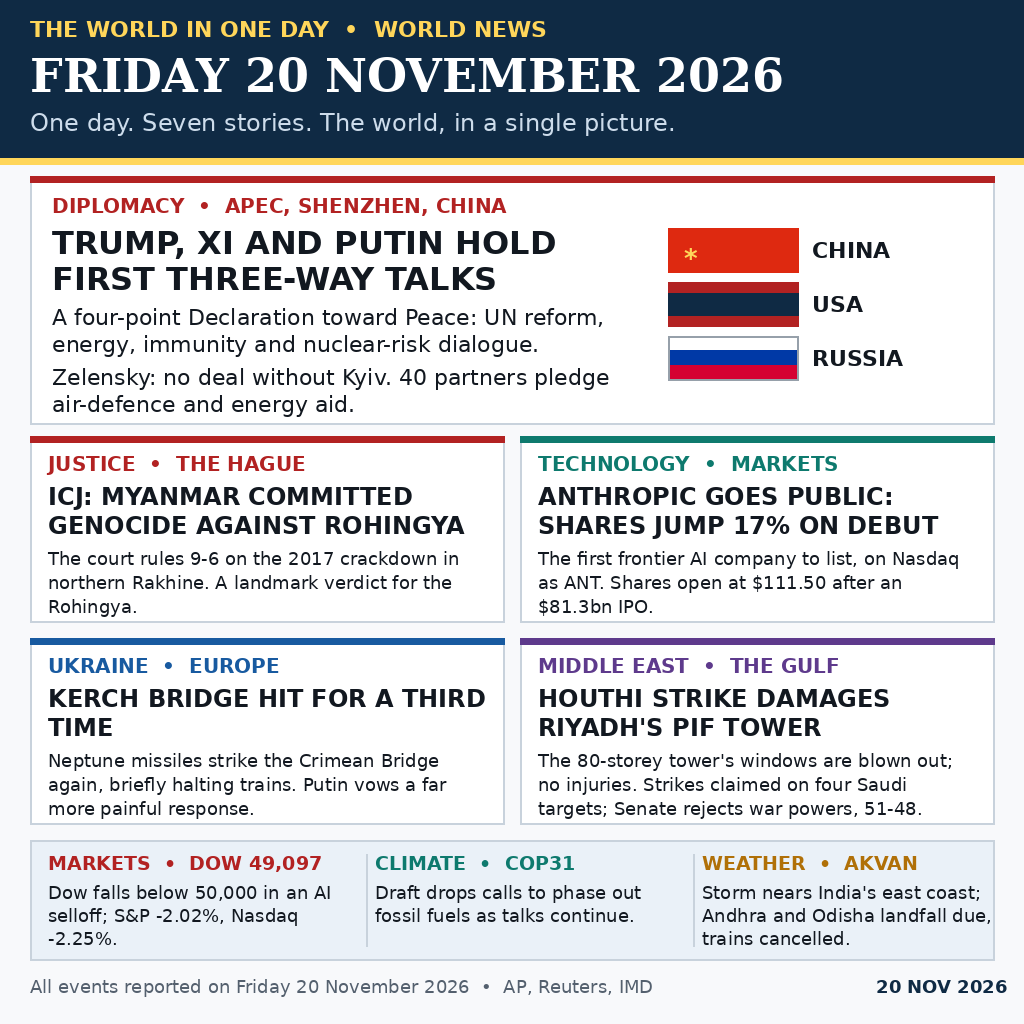 THE WORLD IN ONE DAY • WORLD NEWS
FRIDAY 20 NOVEMBER 2026
One day. Seven stories. The world, in a single picture.
DIPLOMACY • APEC, SHENZHEN, CHINA
TRUMP, XI AND PUTIN HOLD
FIRST THREE-WAY TALKS
A four-point Declaration toward Peace: UN reform,
energy, immunity and nuclear-risk dialogue.
Zelensky: no deal without Kyiv. 40 partners pledge
air-defence and energy aid.
CHINA
USA
RUSSIA
JUSTICE • THE HAGUE
ICJ: MYANMAR COMMITTED
GENOCIDE AGAINST ROHINGYA
The court rules 9-6 on the 2017 crackdown in
northern Rakhine. A landmark verdict for the
Rohingya.
TECHNOLOGY • MARKETS
ANTHROPIC GOES PUBLIC:
SHARES JUMP 17% ON DEBUT
The first frontier AI company to list, on Nasdaq
as ANT. Shares open at $111.50 after an
$81.3bn IPO.
UKRAINE • EUROPE
KERCH BRIDGE HIT FOR A THIRD
TIME
Neptune missiles strike the Crimean Bridge
again, briefly halting trains. Putin vows a far
more painful response.
MIDDLE EAST • THE GULF
HOUTHI STRIKE DAMAGES
RIYADH'S PIF TOWER
The 80-storey tower's windows are blown out;
no injuries. Strikes claimed on four Saudi
targets; Senate rejects war powers, 51-48.
MARKETS • DOW 49,097
Dow falls below 50,000 in an AI
selloff; S&P -2.02%, Nasdaq
-2.25%.
CLIMATE • COP31
Draft drops calls to phase out
fossil fuels as talks continue.
WEATHER • AKVAN
Storm nears India's east coast;
Andhra and Odisha landfall due,
trains cancelled.
All events reported on Friday 20 November 2026 • AP, Reuters, IMD
20 NOV 2026